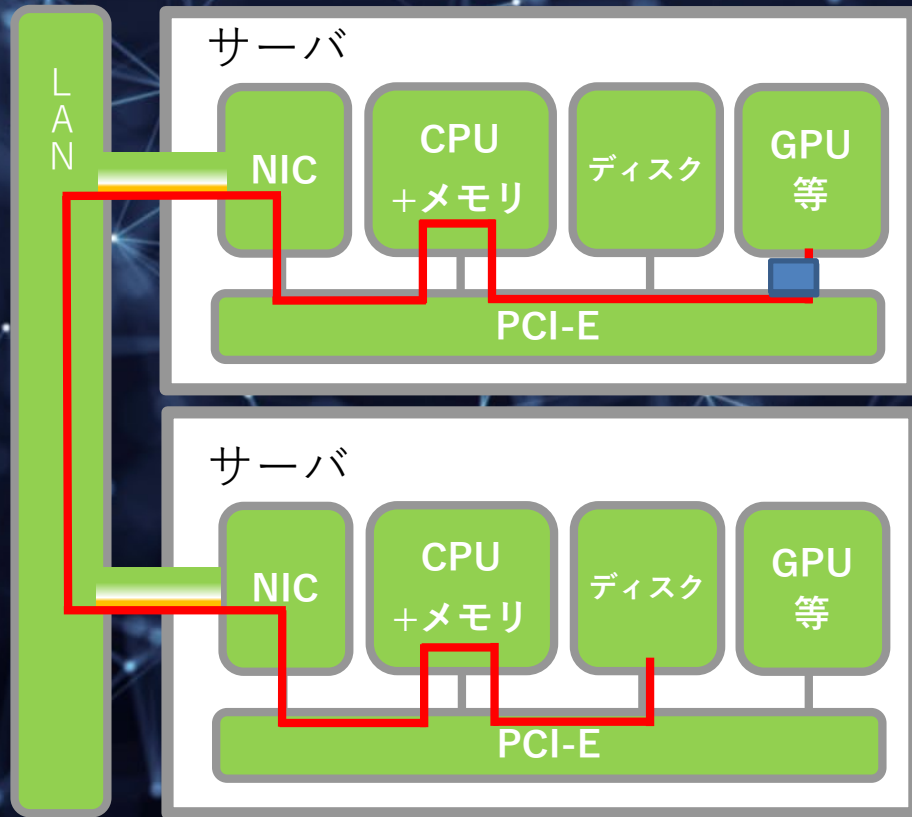 LAN
サーバ
NIC
CPU
+メモリ
ディスク
GPU
等
PCI-E
サーバ
NIC
CPU
+メモリ
ディスク
GPU
等
PCI-E